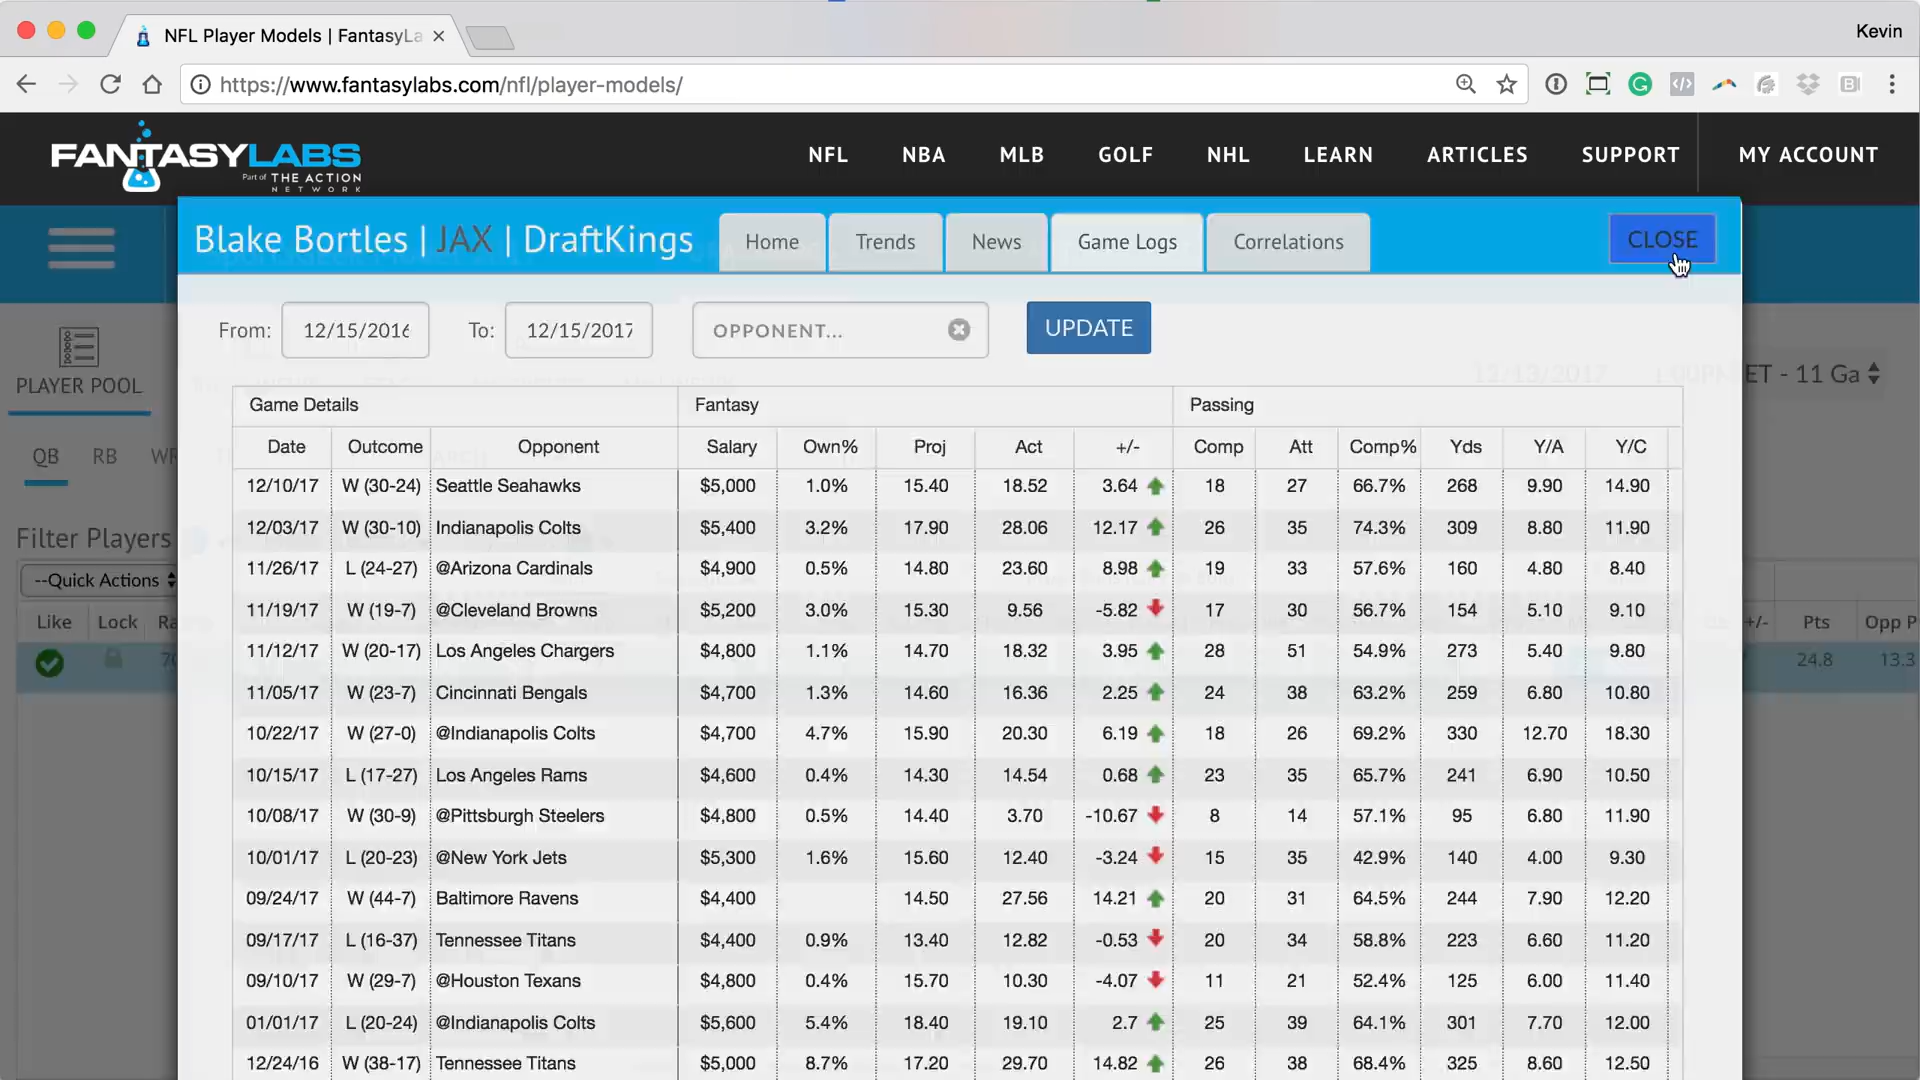 NFL Player Models | FantasyLa
Kevin
https://www.fantasylabs.com/nfl/player-models/
FANTASYLABS
Part of THE ACTION
NETWORK
NFL NBA MLB GOLF NHL LEARN ARTICLES SUPPORT MY ACCOUNT
Blake Bortles | JAX | DraftKings
Home Trends News Game Logs Correlations
CLOSE
From: 12/15/2016 To: 12/15/2017 OPPONENT... UPDATE
PLAYER POOL
ET - 11 Ga
QB RB WR
Filter Players
--Quick Actions
Like Lock Ra
+/- Pts Opp P
24.8 13.3
Game Details Fantasy Passing
Date Outcome Opponent Salary Own% Proj Act +/- Comp Att Comp% Yds Y/A Y/C
12/10/17 W (30-24) Seattle Seahawks $5,000 1.0% 15.40 18.52 3.64 18 27 66.7% 268 9.90 14.90
12/03/17 W (30-10) Indianapolis Colts $5,400 3.2% 17.90 28.06 12.17 26 35 74.3% 309 8.80 11.90
11/26/17 L (24-27) @Arizona Cardinals $4,900 0.5% 14.80 23.60 8.98 19 33 57.6% 160 4.80 8.40
11/19/17 W (19-7) @Cleveland Browns $5,200 3.0% 15.30 9.56 -5.82 17 30 56.7% 154 5.10 9.10
11/12/17 W (20-17) Los Angeles Chargers $4,800 1.1% 14.70 18.32 3.95 28 51 54.9% 273 5.40 9.80
11/05/17 W (23-7) Cincinnati Bengals $4,700 1.3% 14.60 16.36 2.25 24 38 63.2% 259 6.80 10.80
10/22/17 W (27-0) @Indianapolis Colts $4,700 4.7% 15.90 20.30 6.19 18 26 69.2% 330 12.70 18.30
10/15/17 L (17-27) Los Angeles Rams $4,600 0.4% 14.30 14.54 0.68 23 35 65.7% 241 6.90 10.50
10/08/17 W (30-9) @Pittsburgh Steelers $4,800 0.5% 14.40 3.70 -10.67 8 14 57.1% 95 6.80 11.90
10/01/17 L (20-23) @New York Jets $5,300 1.6% 15.60 12.40 -3.24 15 35 42.9% 140 4.00 9.30
09/24/17 W (44-7) Baltimore Ravens $4,400 14.50 27.56 14.21 20 31 64.5% 244 7.90 12.20
09/17/17 L (16-37) Tennessee Titans $4,400 0.9% 13.40 12.82 -0.53 20 34 58.8% 223 6.60 11.20
09/10/17 W (29-7) @Houston Texans $4,800 0.4% 15.70 10.30 -4.07 11 21 52.4% 125 6.00 11.40
01/01/17 L (20-24) @Indianapolis Colts $5,600 5.4% 18.40 19.10 2.7 25 39 64.1% 301 7.70 12.00
12/24/16 W (38-17) Tennessee Titans $5,000 8.7% 17.20 29.70 14.82 26 38 68.4% 325 8.60 12.50